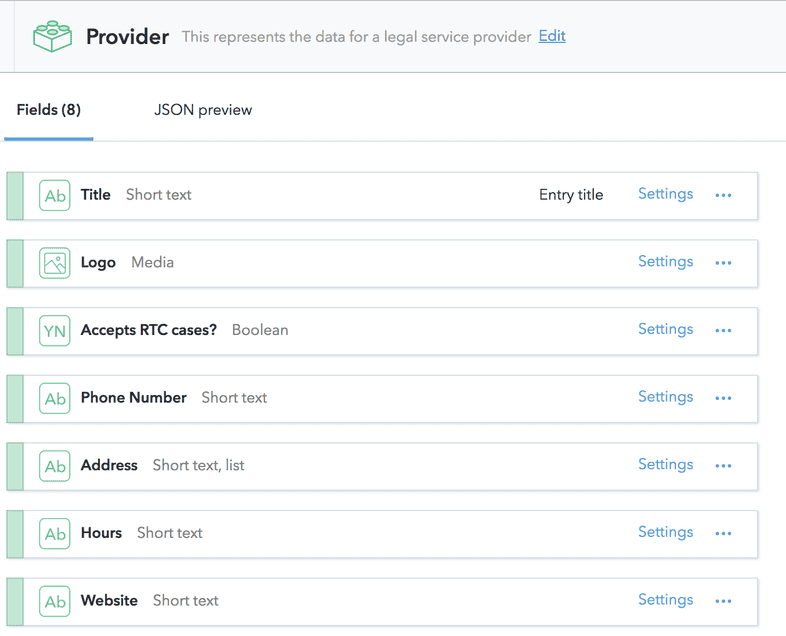 Provider This represents the data for a legal service provider Edit
Fields (8) JSON preview
Ab Title Short text Entry title Settings ...
Logo Media Settings ...
YN Accepts RTC cases? Boolean Settings ...
Ab Phone Number Short text Settings ...
Ab Address Short text, list Settings ...
Ab Hours Short text Settings ...
Ab Website Short text Settings ...